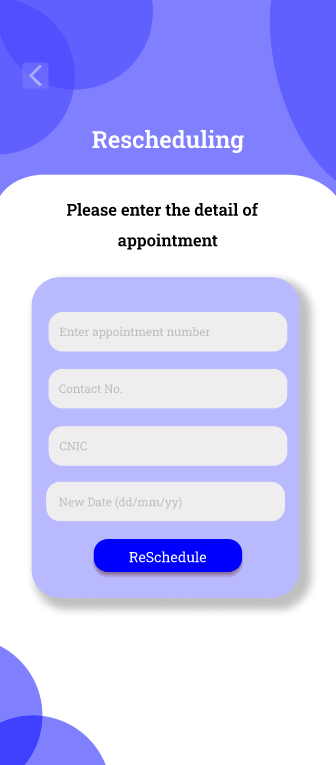 Rescheduling
Please enter the detail of
appointment
Enter appointment number
Contact No.
CNIC
New Date (dd/mm/yy)
ReSchedule